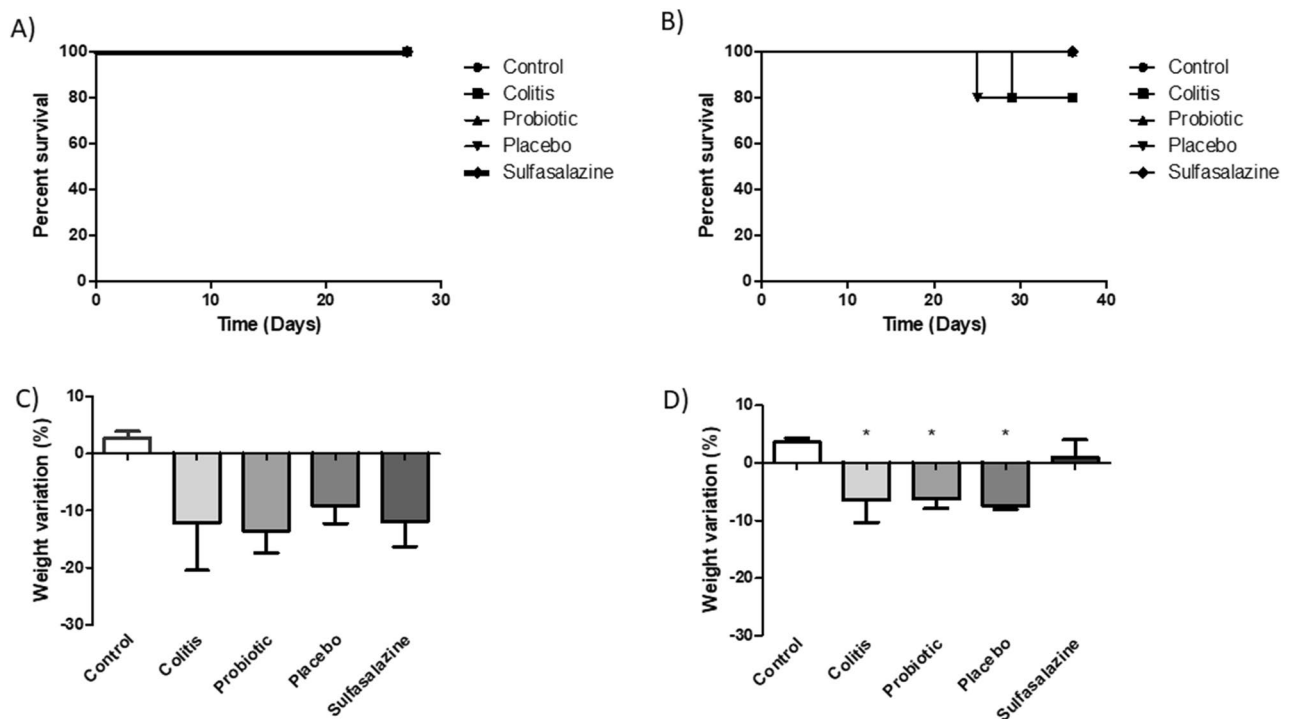 A)
100
80
60
40
20
0
Percent survival
0 10 20 30
Time (Days)
Control
Colitis
Probiotic
Placebo
Sulfasalazine
B)
100
80
60
40
20
0
Percent survival
0 10 20 30 40
Time (Days)
Control
Colitis
Probiotic
Placebo
Sulfasalazine
C)
10
0
-10
-20
-30
Weight variation (%)
Control
Colitis
Probiotic
Placebo
Sulfasalazine
D)
10
0
-10
-20
-30
Weight variation (%)
* * *
Control
Colitis
Probiotic
Placebo
Sulfasalazine